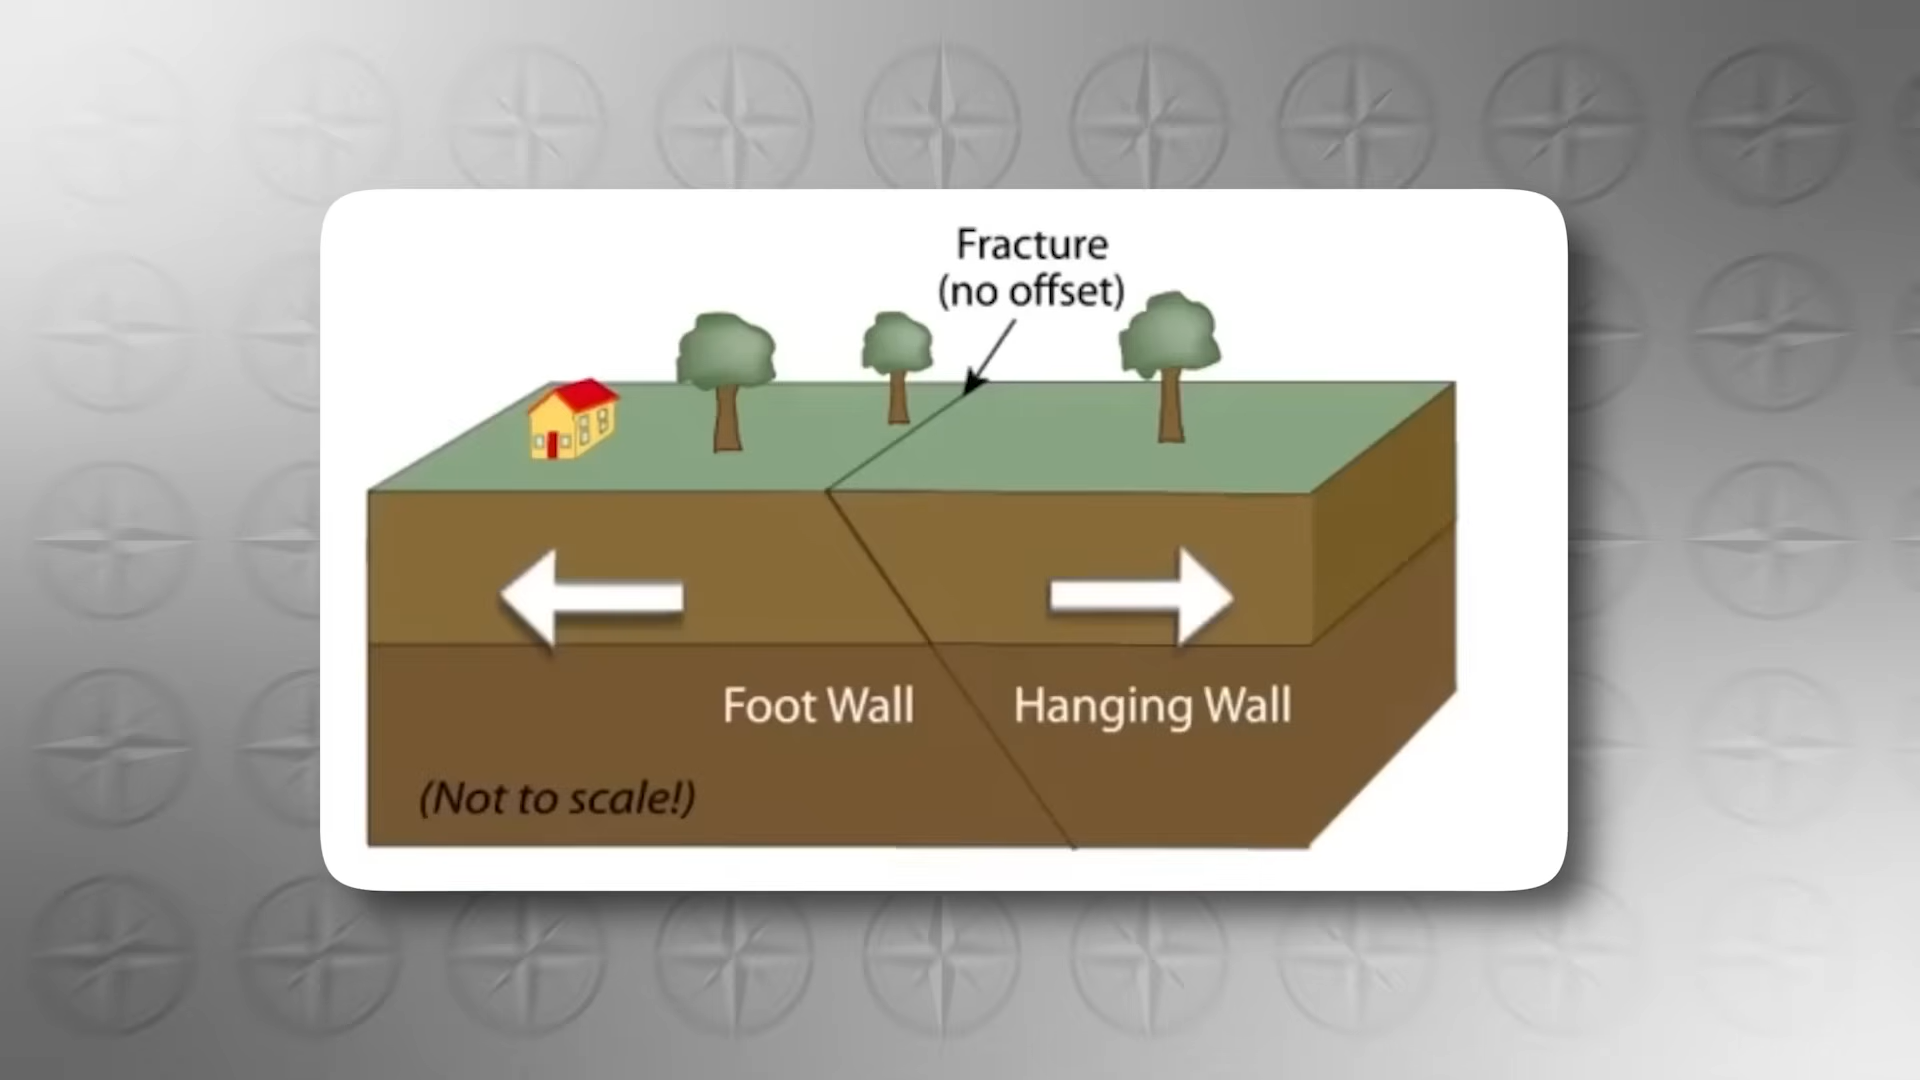 Fracture
(no offset)
Foot Wall
Hanging Wall
(Not to scale!)